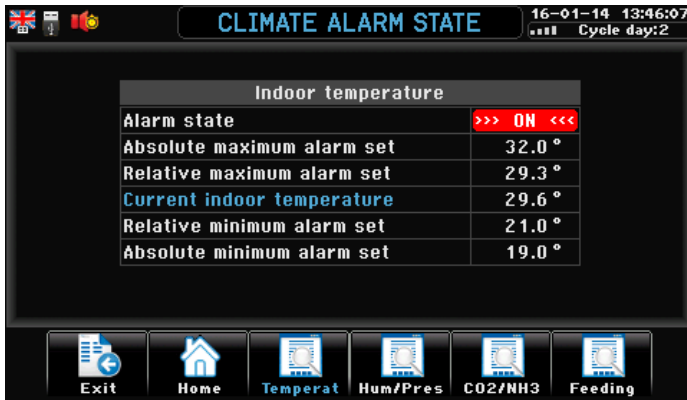 CLIMATE ALARM STATE
16-01-14 13:46:07
Cycle day:2
Indoor temperature
Alarm state >>> ON <<<
Absolute maximum alarm set 32.0°
Relative maximum alarm set 29.3°
Current indoor temperature 29.6°
Relative minimum alarm set 21.0°
Absolute minimum alarm set 19.0°
Exit Home Temperat Hum/Pres CO2/NH3 Feeding